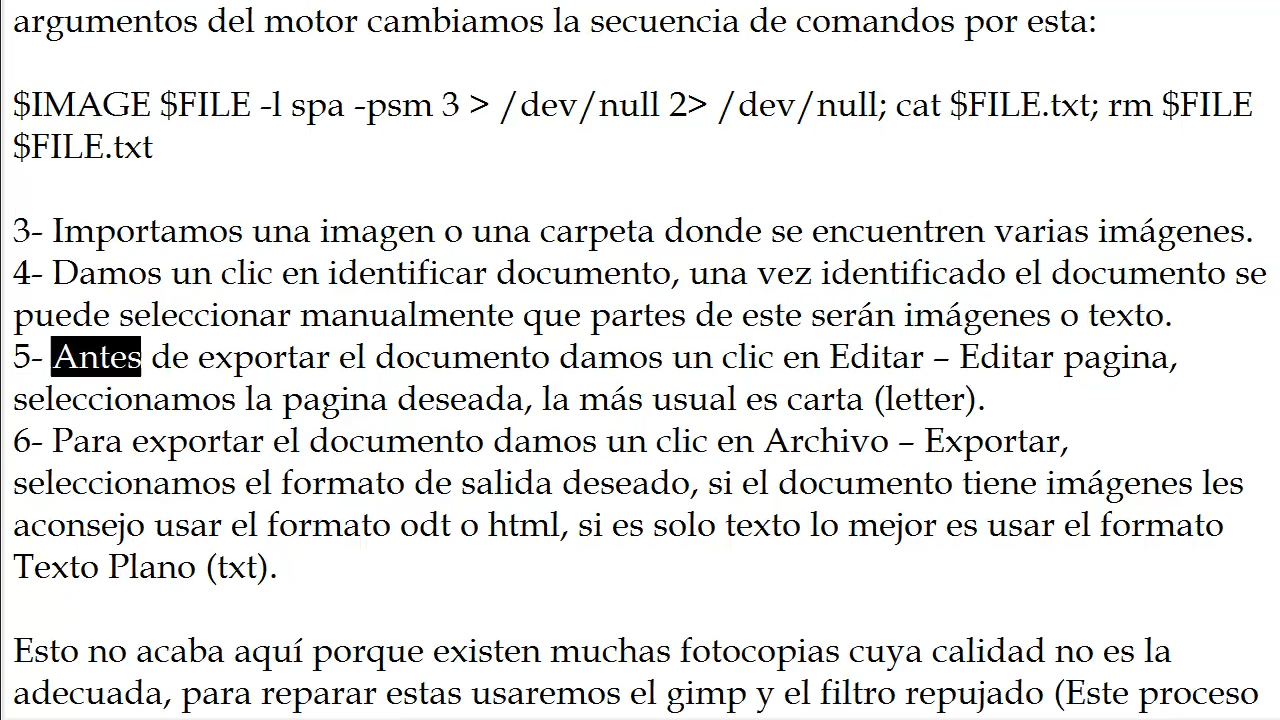 argumentos del motor cambiamos la secuencia de comandos por esta:
$IMAGE $FILE -l spa -psm 3 > /dev/null 2> /dev/null; cat $FILE.txt; rm $FILE
$FILE.txt
3- Importamos una imagen o una carpeta donde se encuentren varias imágenes.
4- Damos un clic en identificar documento, una vez identificado el documento se
puede seleccionar manualmente que partes de este serán imágenes o texto.
5- Antes de exportar el documento damos un clic en Editar – Editar pagina,
seleccionamos la pagina deseada, la más usual es carta (letter).
6- Para exportar el documento damos un clic en Archivo – Exportar,
seleccionamos el formato de salida deseado, si el documento tiene imágenes les
aconsejo usar el formato odt o html, si es solo texto lo mejor es usar el formato
Texto Plano (txt).
Esto no acaba aquí porque existen muchas fotocopias cuya calidad no es la
adecuada, para reparar estas usaremos el gimp y el filtro repujado (Este proceso